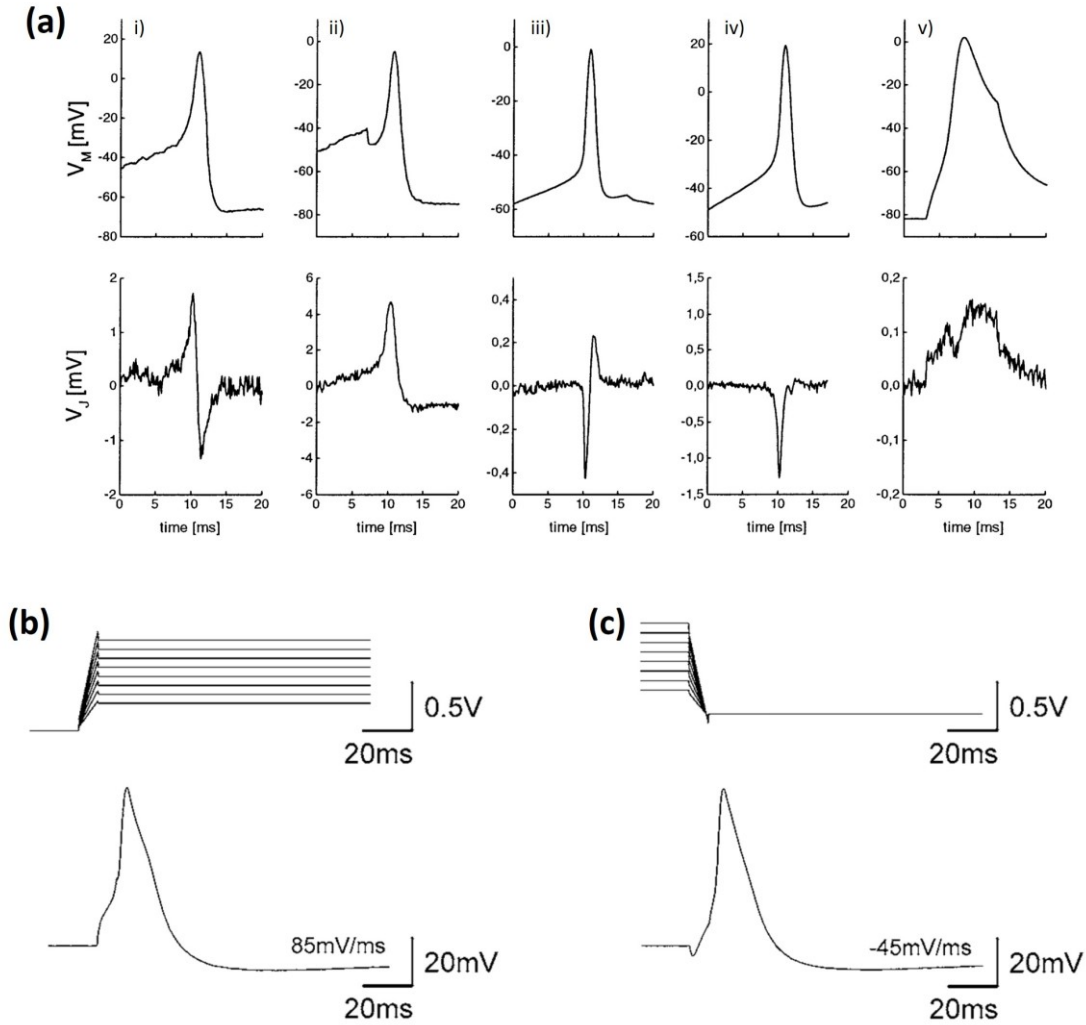 (a)
i) ii) iii) iv) v)
V_M [mV]
20 0 -20 -40 -60 -80
0 -20 -40 -60 -80
0 -20 -40 -60
20 0 -20 -40 -60
0 -20 -40 -60 -80
V_J [mV]
2 1 0 -1 -2
6 4 2 0 -2 -4 -6
0,4 0,2 0,0 -0,2 -0,4
1,5 1,0 0,5 0,0 -0,5 -1,0 -1,5
0,2 0,1 0,0 -0,1 -0,2
0 5 10 15 20 0 5 10 15 20 0 5 10 15 20 0 5 10 15 20 0 5 10 15 20
time [ms] time [ms] time [ms] time [ms] time [ms]
(b)
0.5V
20ms
85mV/ms
20mV
20ms
(c)
0.5V
20ms
-45mV/ms
20mV
20ms